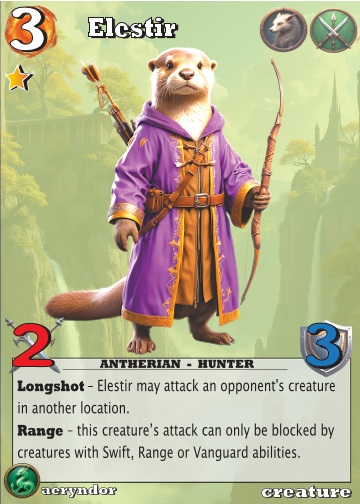 3 Elestir
2
3
ANTHERIAN - HUNTER
Longshot - Elestir may attack an opponent's creature
in another location.
Range - this creature's attack can only be blocked by
creatures with Swift, Range or Vanguard abilities.
aeryndor creature